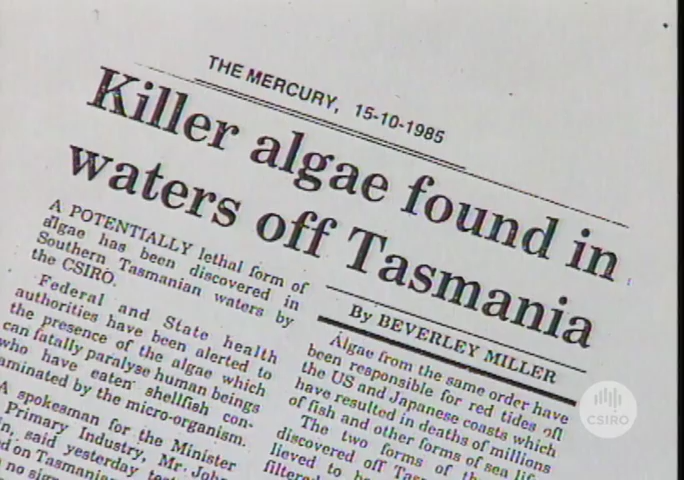 THE MERCURY, 15-10-1985
Killer algae found in
waters off Tasmania
A POTENTIALLY lethal form of
algae has been discovered in
Southern Tasmanian waters by
the CSIRO.
Federal and State health
authorities have been alerted to
the presence of the algae which
can fatally paralyse human beings
who have eaten shellfish con-
aminated by the micro-organism.
A spokesman for the Minister
Primary Industry, Mr. Joh
n, said yesterday
d on Tasmania
no sig
By BEVERLEY MILLER
Algae from the same order have
been responsible for red tides off
the US and Japanese coasts which
have resulted in deaths of millions
of fish and other forms of sea life
The two forms of th
discovered off Tas
lieved to
filtere
CSIRO